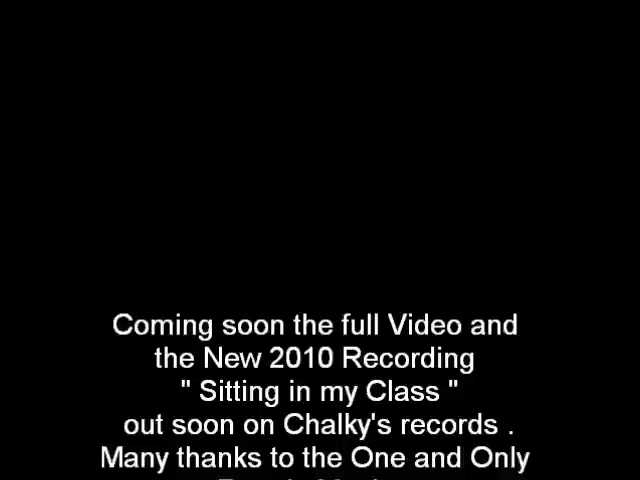 Coming soon the full Video and
the New 2010 Recording
" Sitting in my Class "
out soon on Chalky's records .
Many thanks to the One and Only